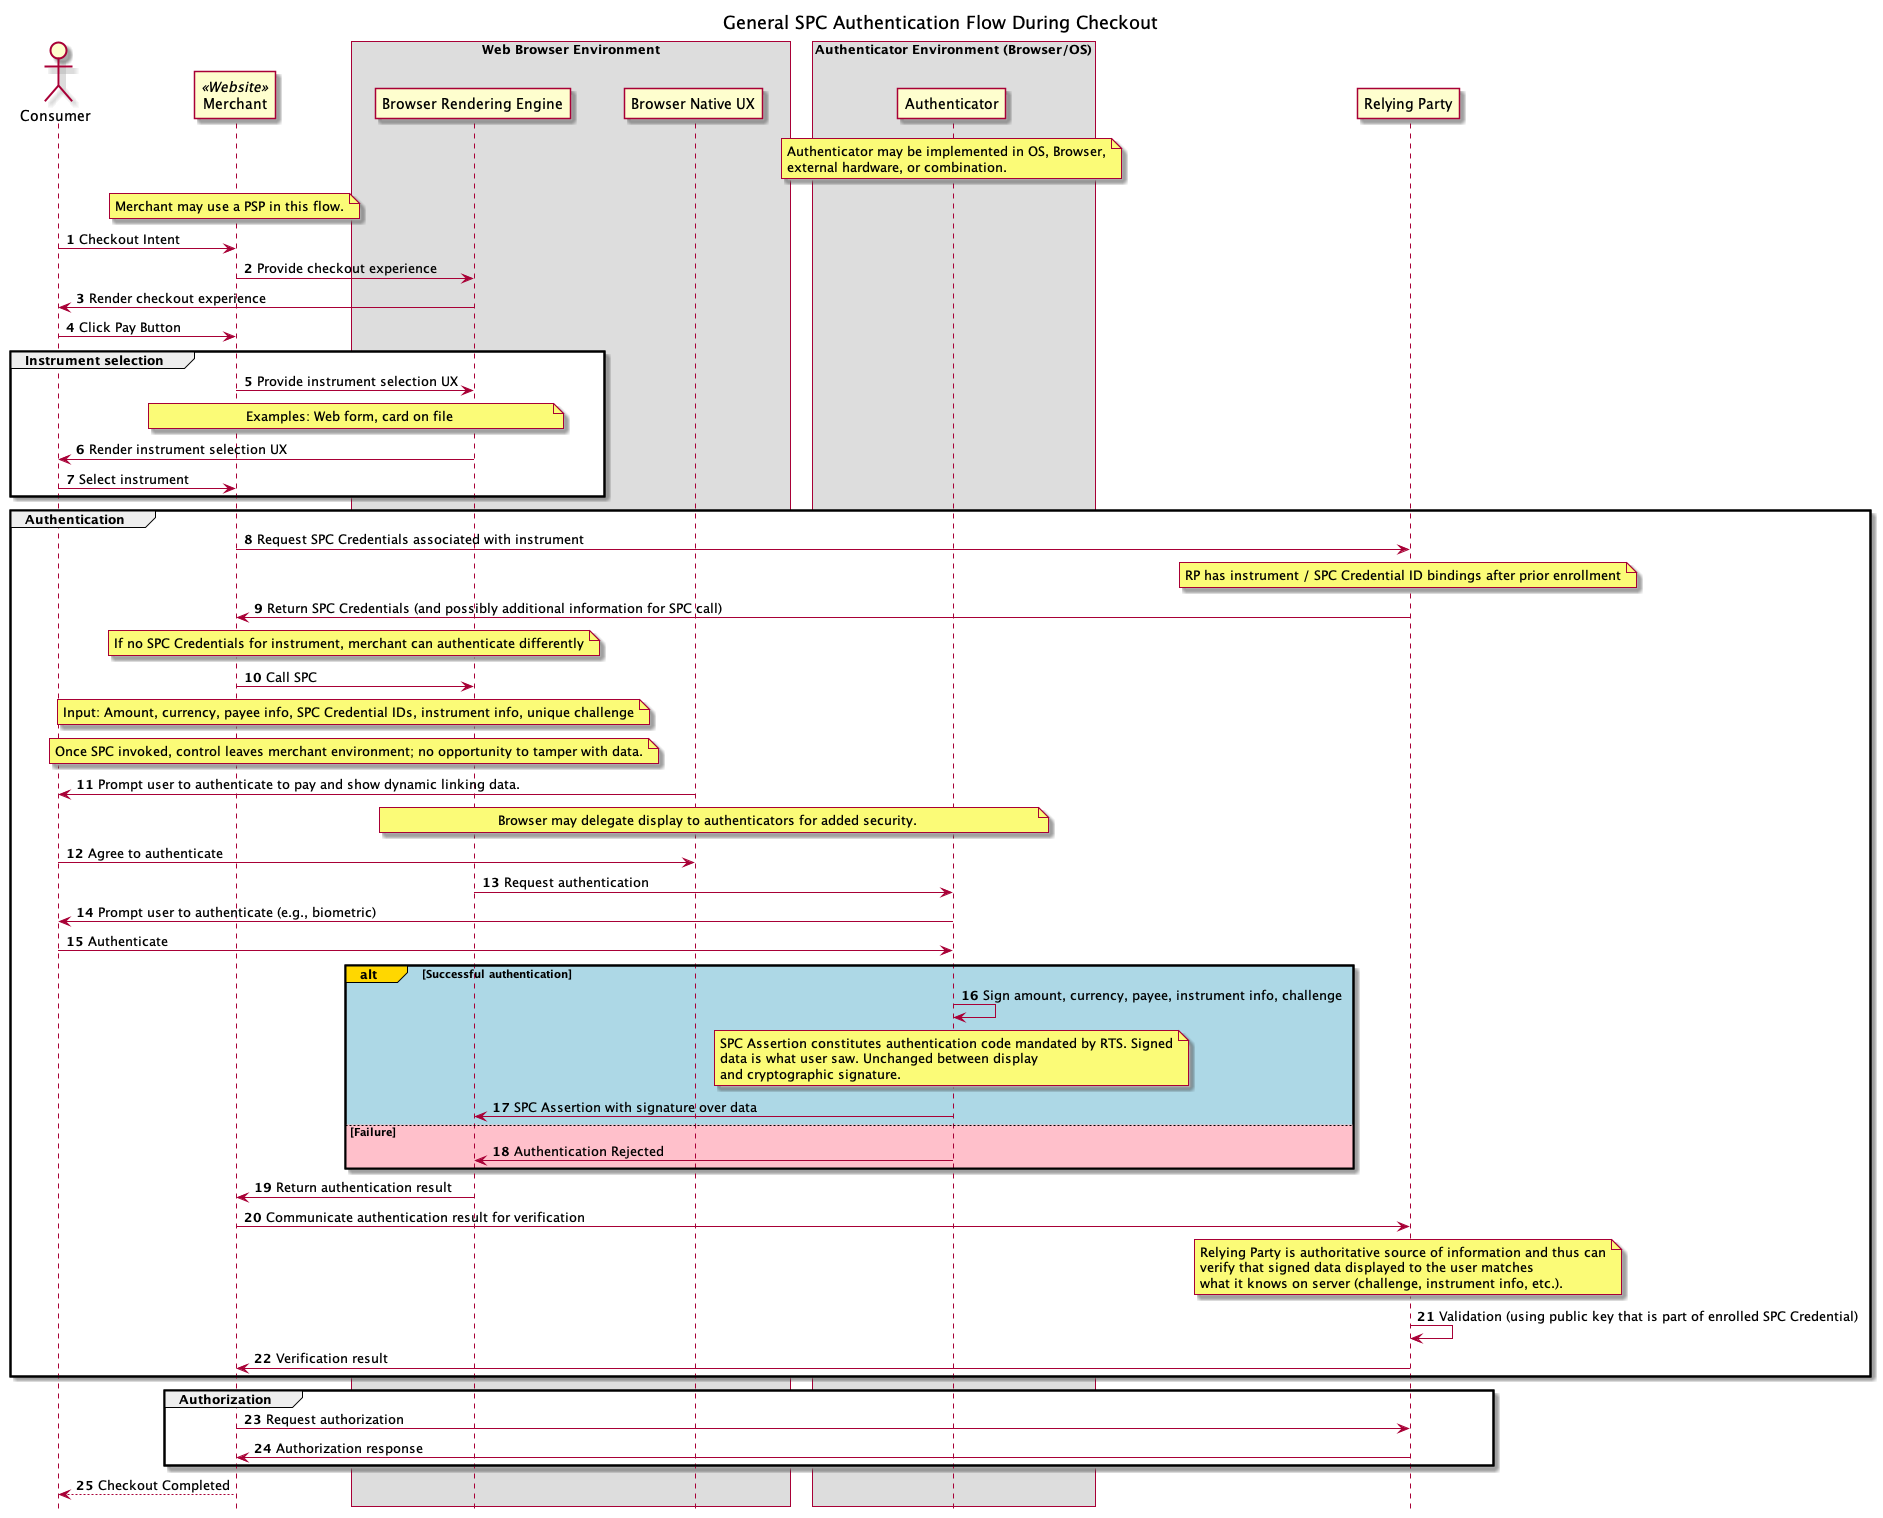 General SPC Authentication Flow During Checkout
Web Browser Environment
Authenticator Environment (Browser/OS)
Consumer
«Website»
Merchant
Browser Rendering Engine
Browser Native UX
Authenticator
Relying Party
Authenticator may be implemented in OS, Browser,
external hardware, or combination.
Merchant may use a PSP in this flow.
1 Checkout Intent
2 Provide checkout experience
3 Render checkout experience
4 Click Pay Button
Instrument selection
5 Provide instrument selection UX
Examples: Web form, card on file
6 Render instrument selection UX
7 Select instrument
Authentication
8 Request SPC Credentials associated with instrument
RP has instrument / SPC Credential ID bindings after prior enrollment
9 Return SPC Credentials (and possibly additional information for SPC call)
If no SPC Credentials for instrument, merchant can authenticate differently
10 Call SPC
Input: Amount, currency, payee info, SPC Credential IDs, instrument info, unique challenge
Once SPC invoked, control leaves merchant environment; no opportunity to tamper with data.
11 Prompt user to authenticate to pay and show dynamic linking data.
Browser may delegate display to authenticators for added security.
12 Agree to authenticate
13 Request authentication
14 Prompt user to authenticate (e.g., biometric)
15 Authenticate
alt [Successful authentication]
16 Sign amount, currency, payee, instrument info, challenge
SPC Assertion constitutes authentication code mandated by RTS. Signed
data is what user saw. Unchanged between display
and cryptographic signature.
17 SPC Assertion with signature over data
[Failure]
18 Authentication Rejected
19 Return authentication result
20 Communicate authentication result for verification
Relying Party is authoritative source of information and thus can
verify that signed data displayed to the user matches
what it knows on server (challenge, instrument info, etc.).
21 Validation (using public key that is part of enrolled SPC Credential)
22 Verification result
Authorization
23 Request authorization
24 Authorization response
25 Checkout Completed